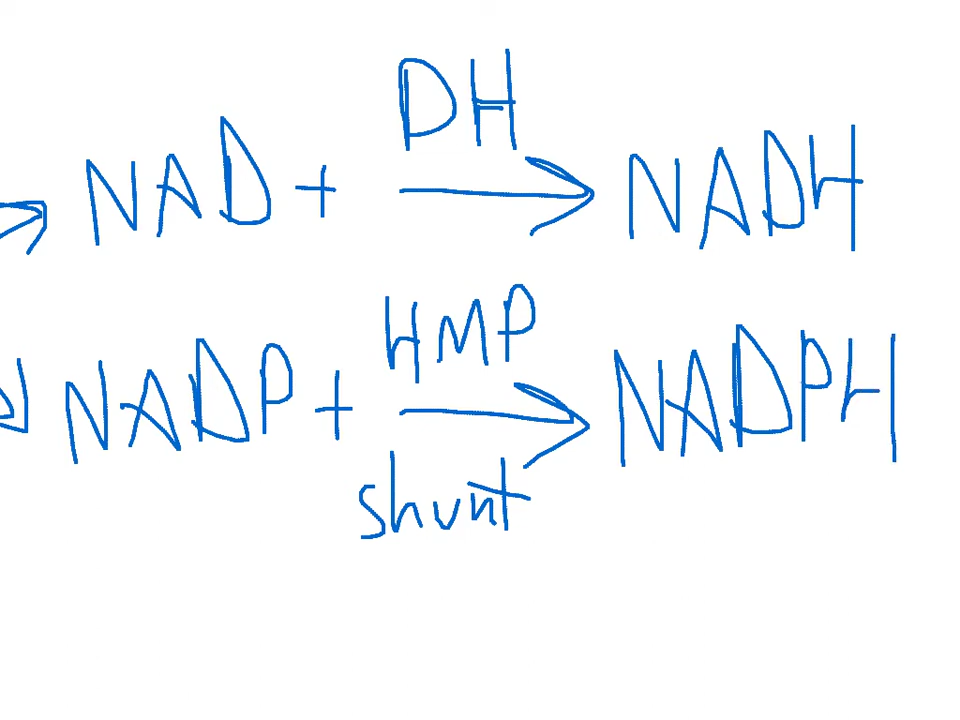 DH
NAD+ → NADH
HMP
NADP+ → NADPH
shunt